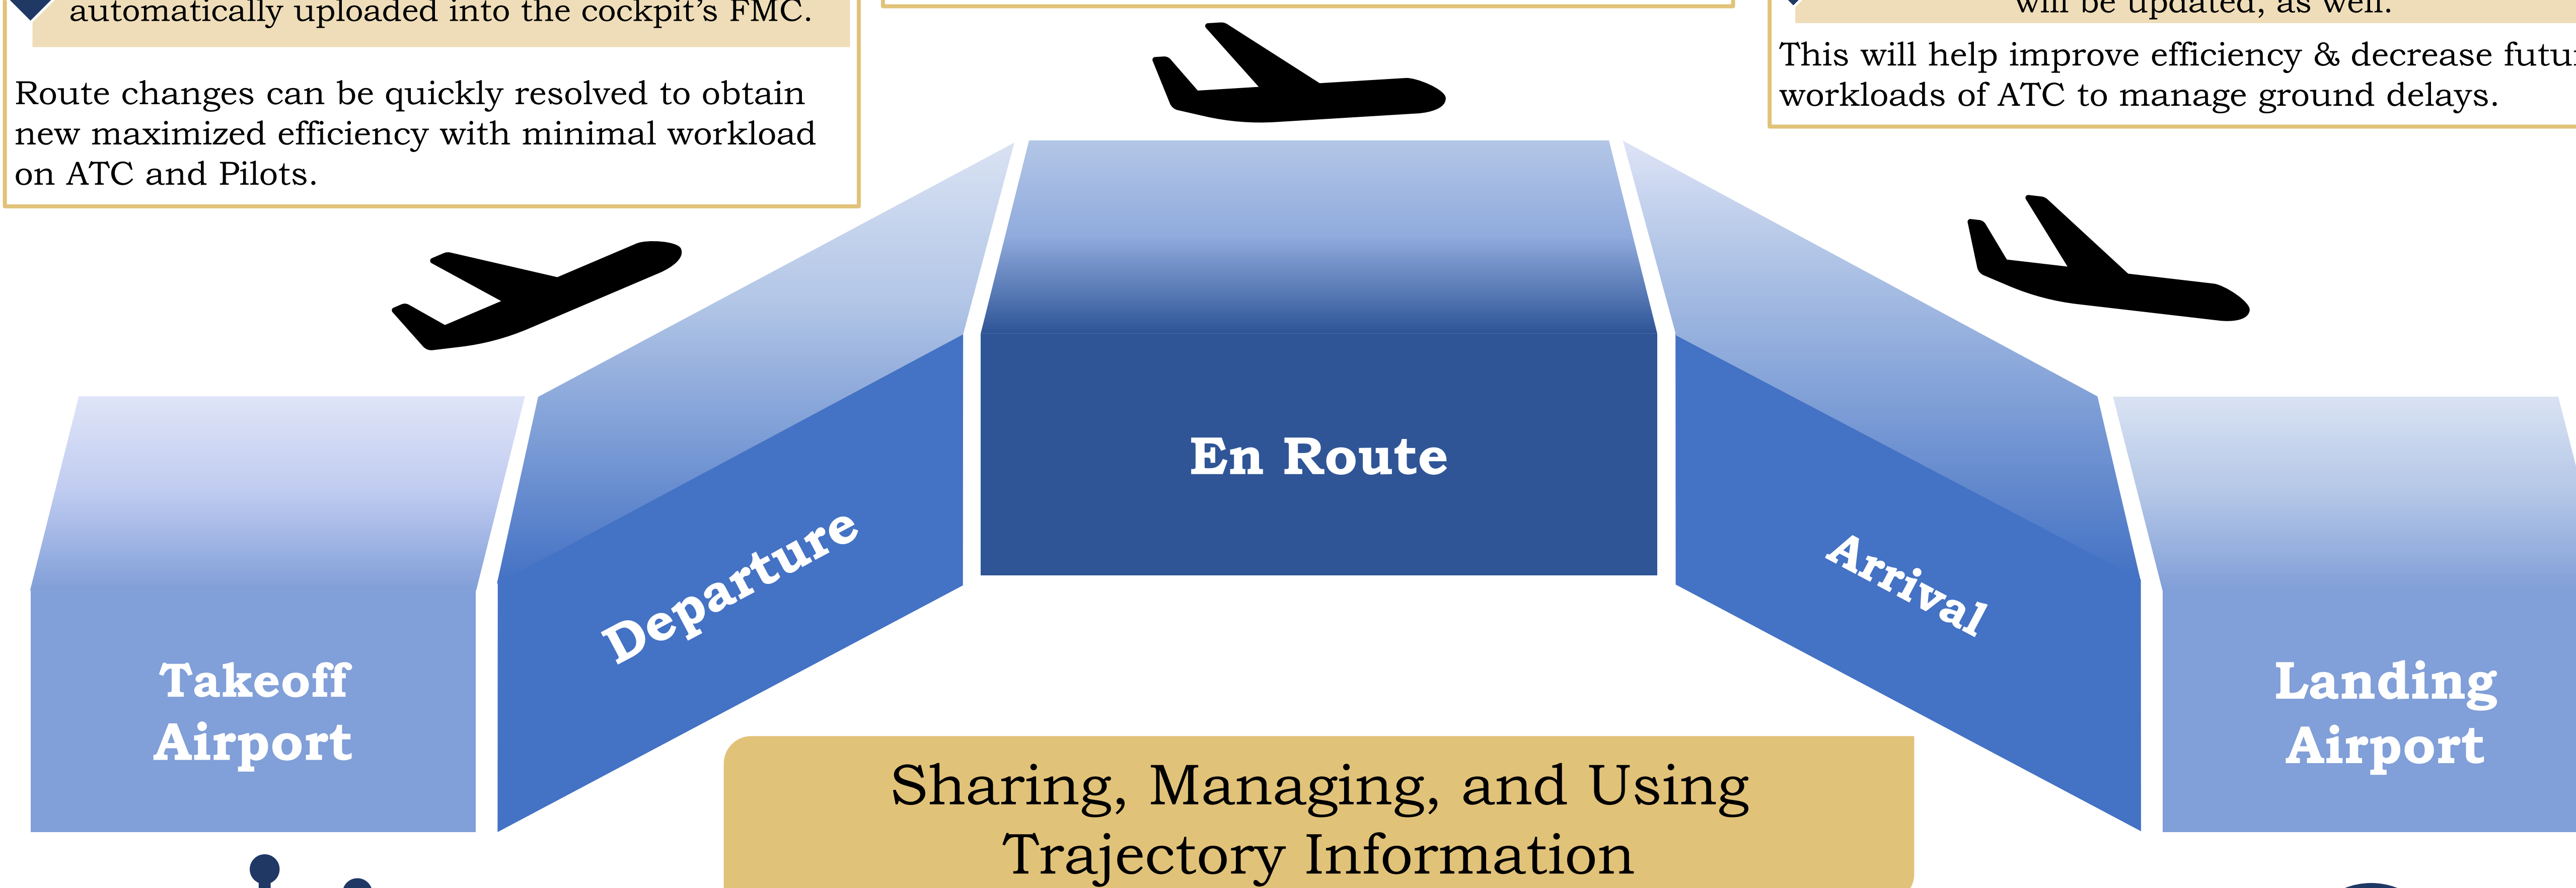 automatically uploaded into the cockpit's FMC.
Route changes can be quickly resolved to obtain
new maximized efficiency with minimal workload
on ATC and Pilots.
will be updated, as well.
This will help improve efficiency & decrease
workloads of ATC to manage ground delays.
En Route
Departure
Arrival
Takeoff
Airport
Landing
Airport
Sharing, Managing, and Using
Trajectory Information